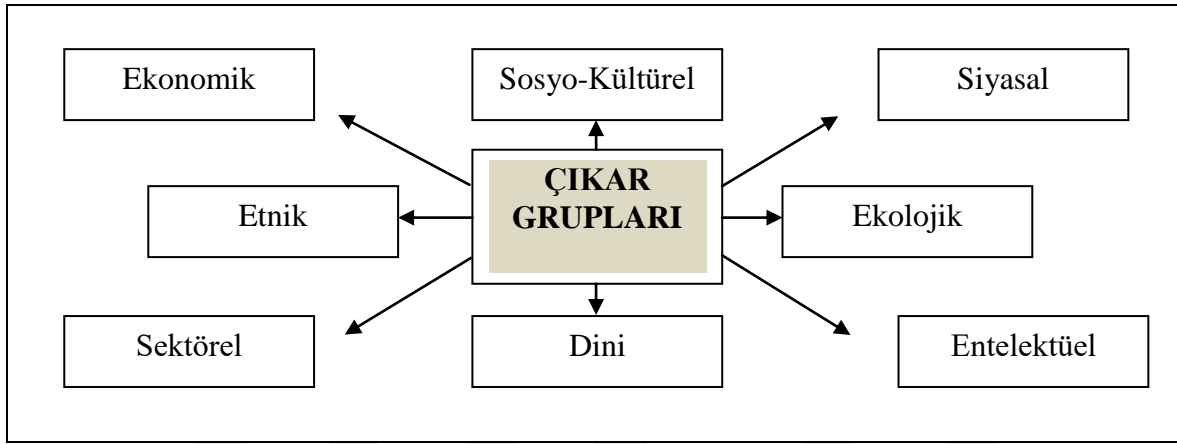 Ekonomik
Sosyo-Kültürel
Siyasal
ÇIKAR
GRUPLARI
Etnik
Ekolojik
Sektörel
Dini
Entelektüel